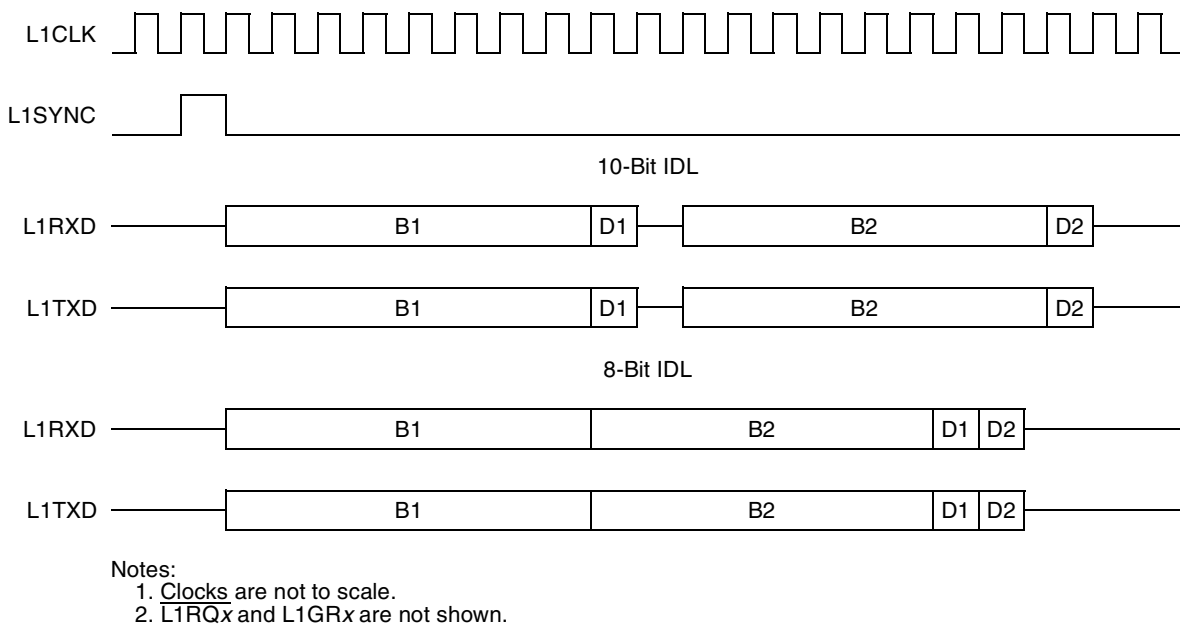 L1CLK
L1SYNC
10-Bit IDL
L1RXD B1 D1 B2 D2
L1TXD B1 D1 B2 D2
8-Bit IDL
L1RXD B1 B2 D1 D2
L1TXD B1 B2 D1 D2
Notes:
1. Clocks are not to scale.
2. L1RQx and L1GRx are not shown.